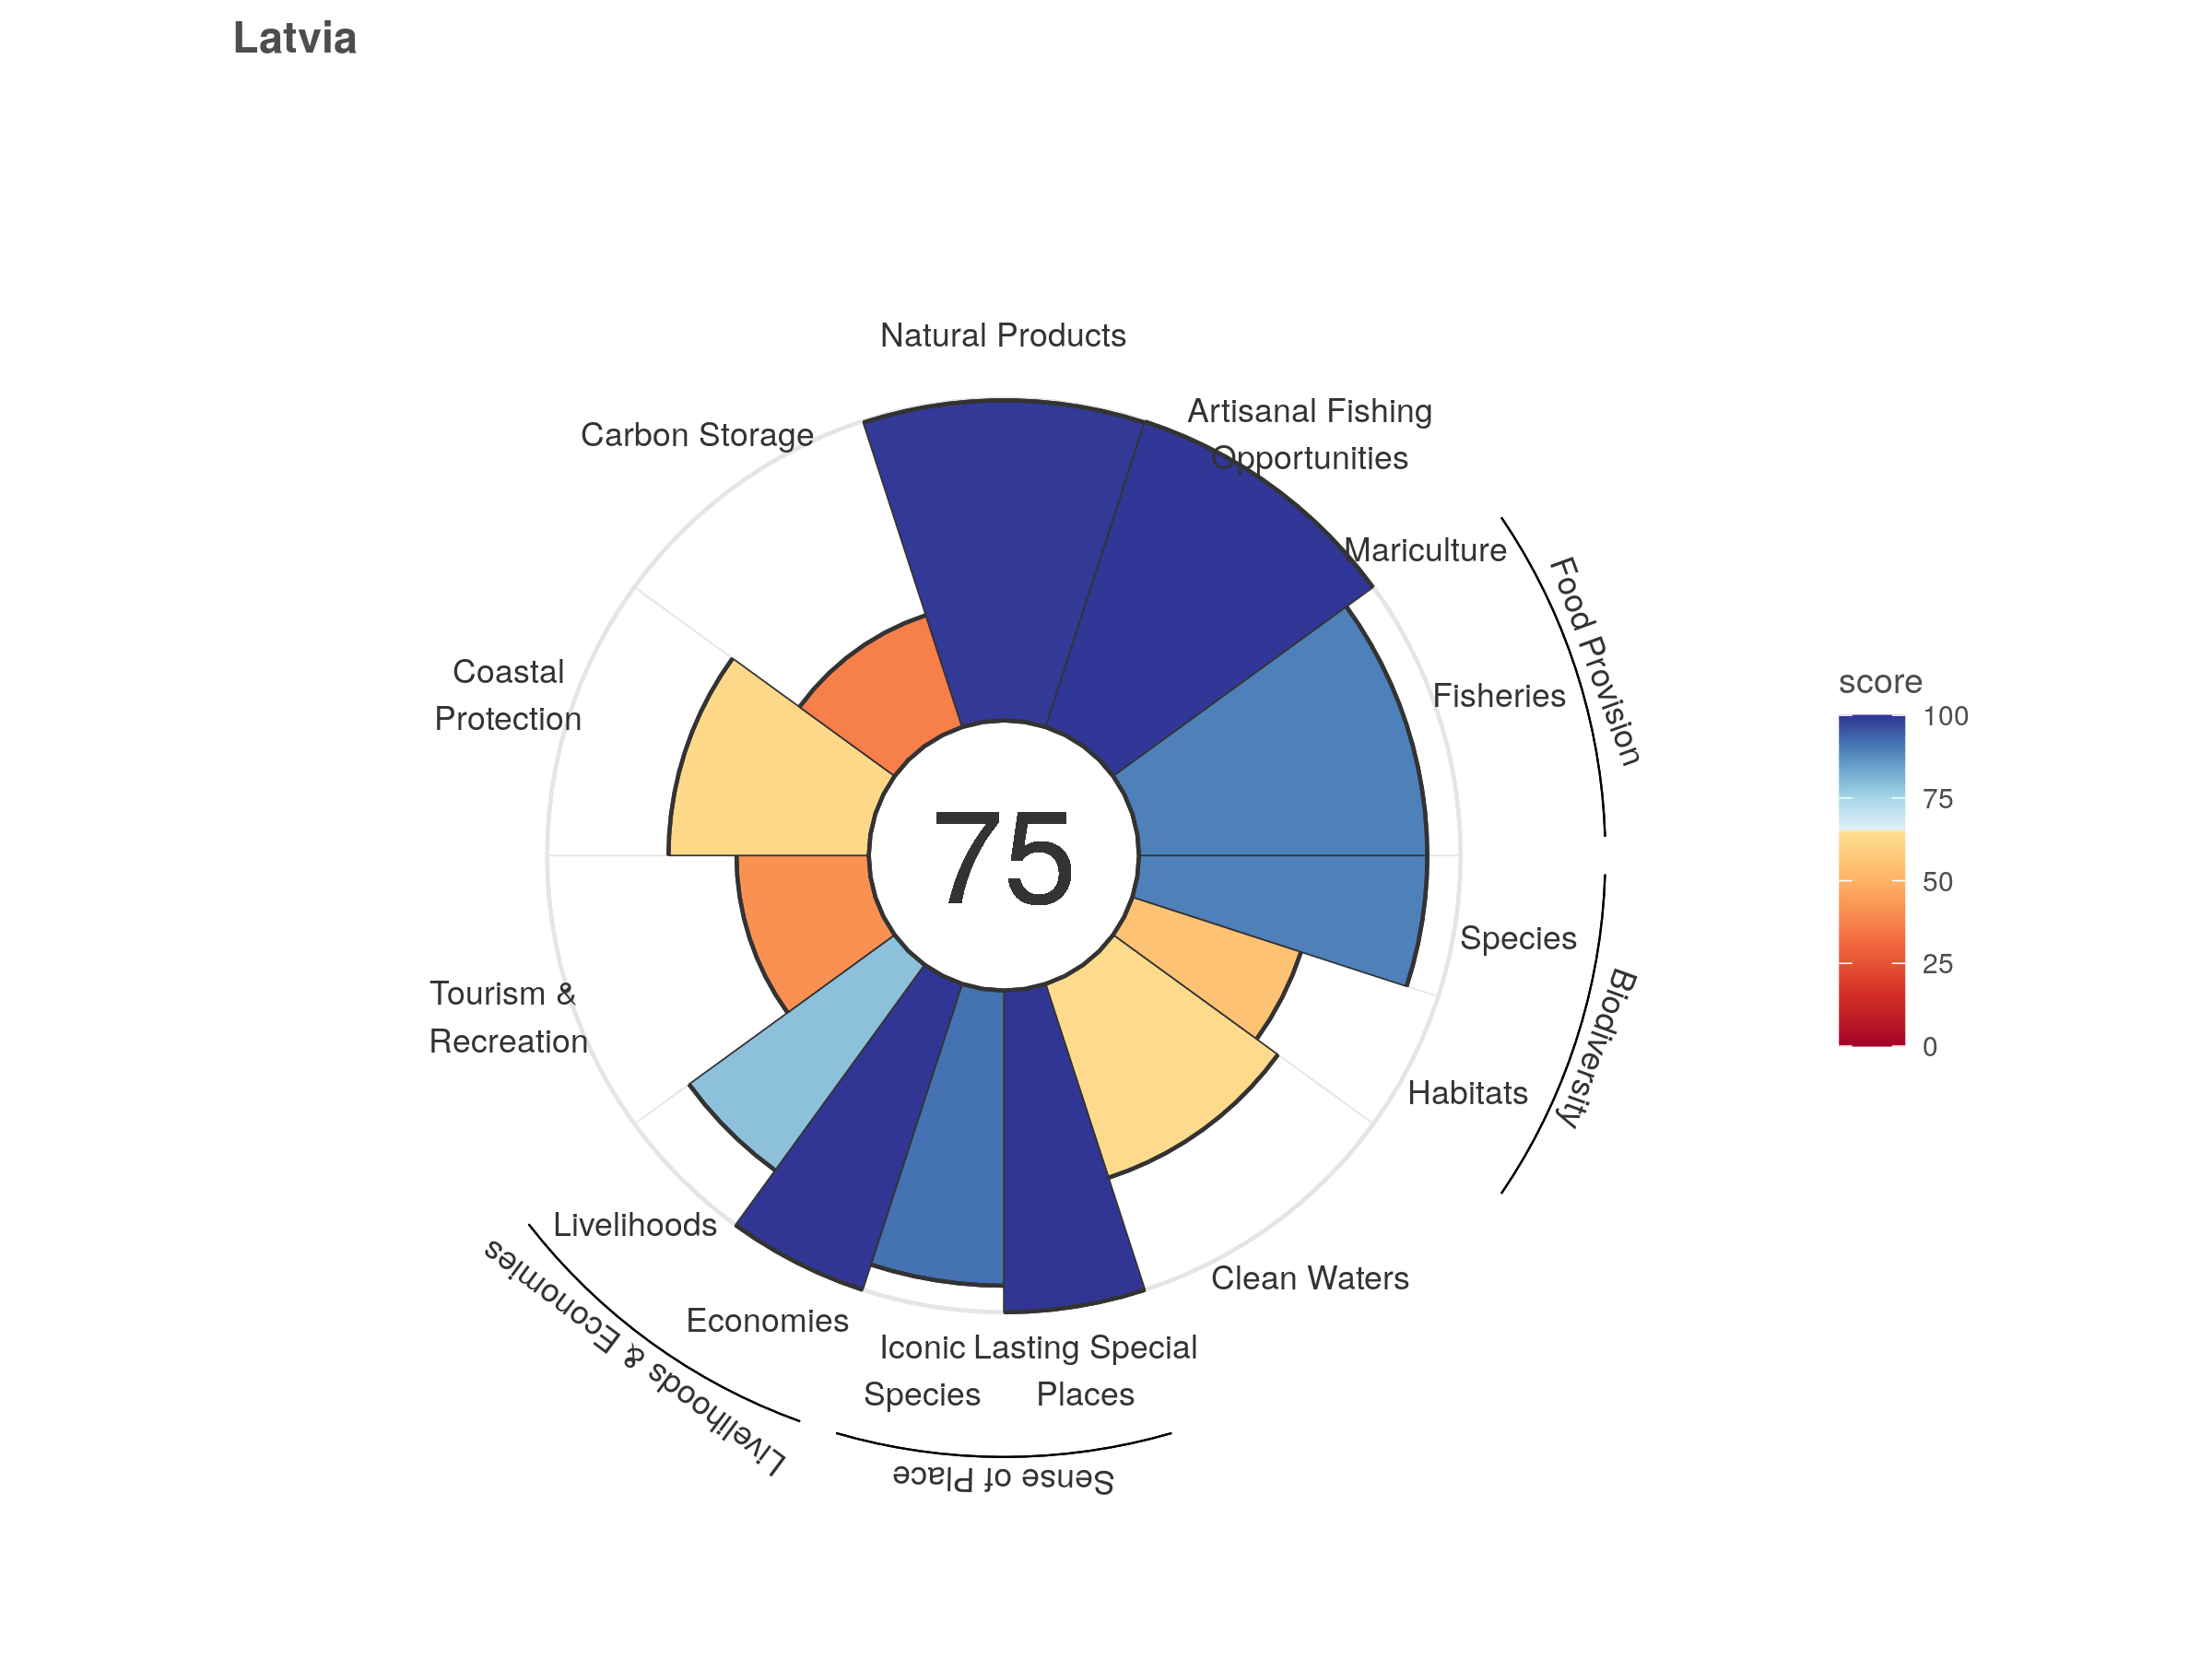 Latvia
Natural Products
Artisanal Fishing
Opportunities
Carbon Storage
Mariculture
Food Provision
Fisheries
Coastal
Protection
score
100
75
50
25
0
75
Species
Biodiversity
Tourism &
Recreation
Habitats
Livelihoods
Clean Waters
Economies
Livelihoods & Economies
Iconic
Species
Lasting Special
Places
Sense of Place